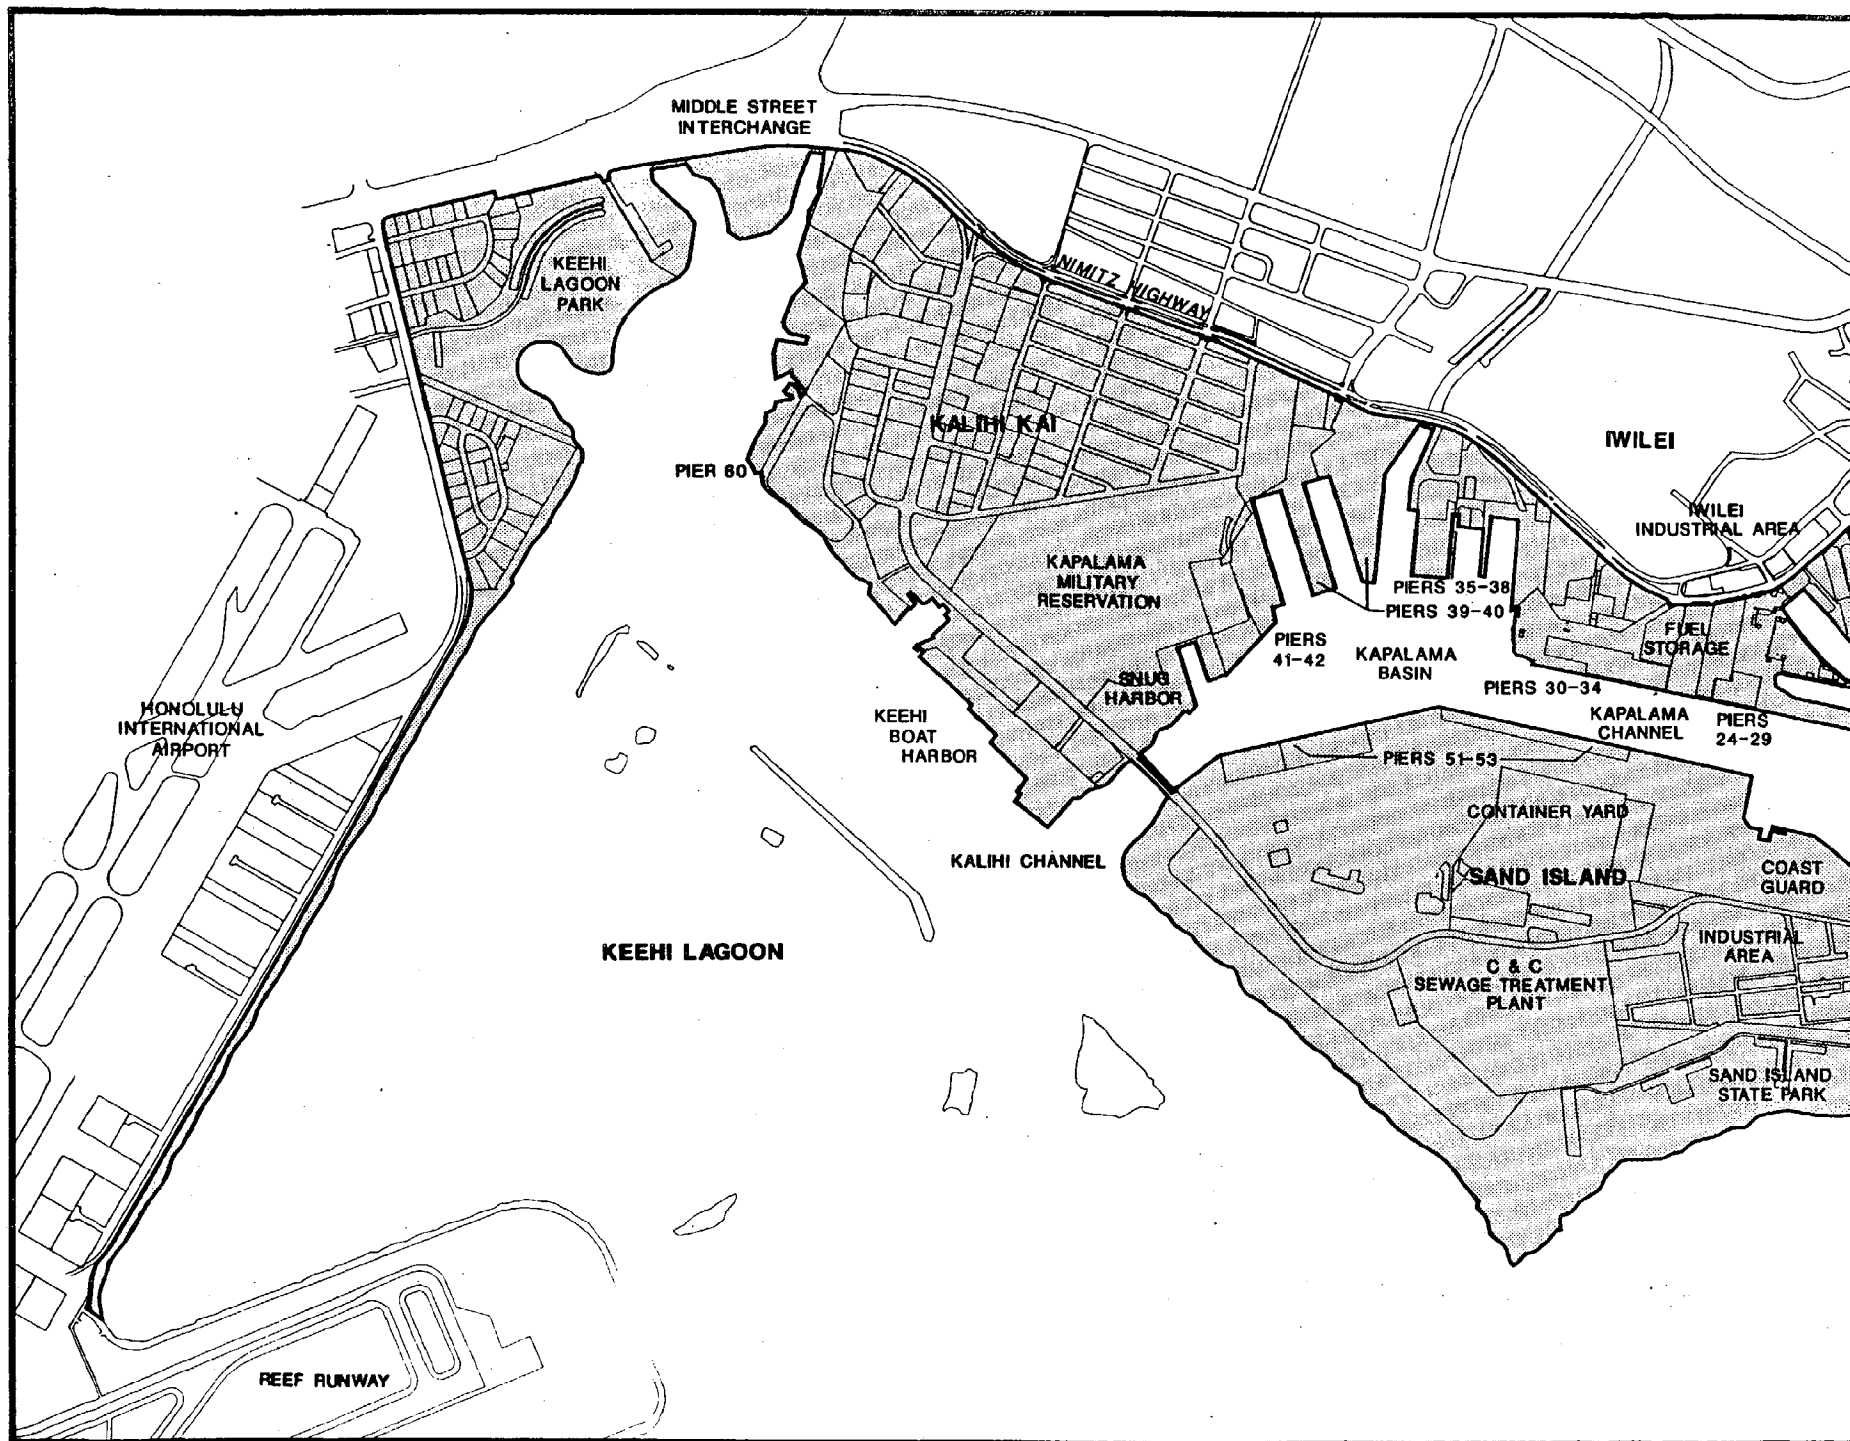 MIDDLE STREET
INTERCHANGE
KEEHI
LAGOON
PARK
NIMITZ HIGHWAY
KALIHI KAI
IWILEI
PIER 60
IWILEI
INDUSTRIAL AREA
KAPALAMA
MILITARY
RESERVATION
PIERS 35-38
PIERS 39-40
PIERS
41-42
KAPALAMA
BASIN
FUEL
STORAGE
SNUG
HARBOR
PIERS 30-34
HONOLULU
INTERNATIONAL
AIRPORT
KEEHI
BOAT
HARBOR
KAPALAMA
CHANNEL
PIERS
24-29
PIERS 51-53
CONTAINER YARD
KALIHI CHANNEL
SAND ISLAND
COAST
GUARD
KEEHI LAGOON
INDUSTRIAL
AREA
C & C
SEWAGE TREATMENT
PLANT
SAND ISLAND
STATE PARK
REEF RUNWAY